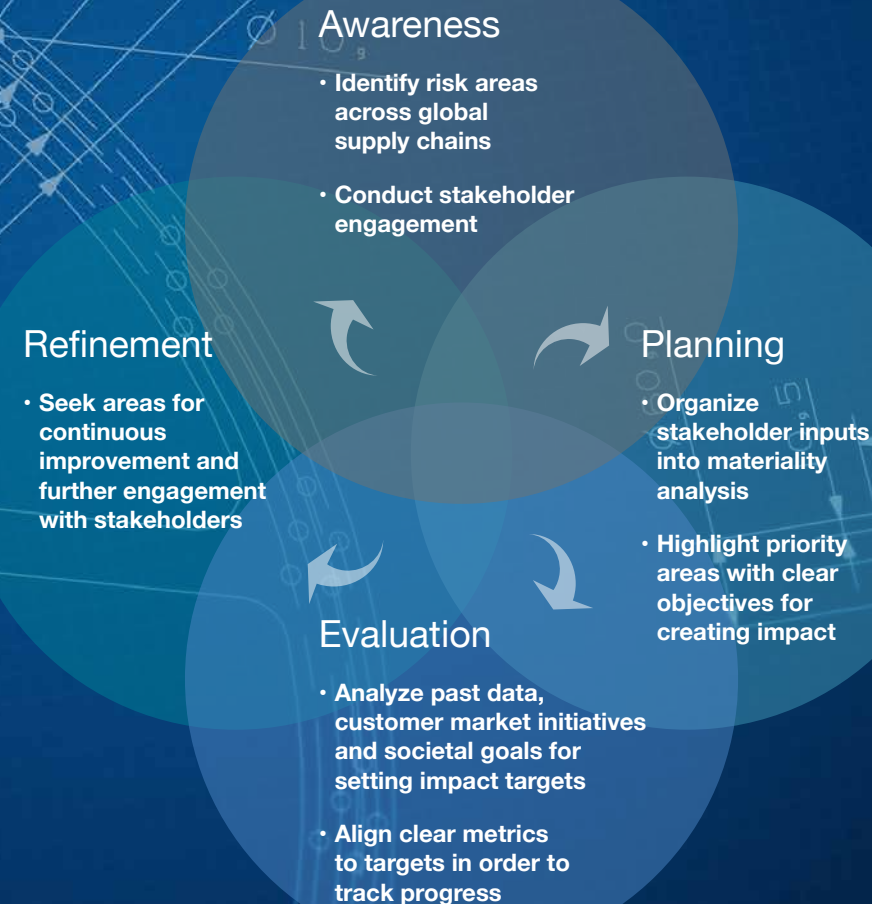 Awareness
• Identify risk areas
across global
supply chains
• Conduct stakeholder
engagement
Planning
• Organize
stakeholder inputs
into materiality
analysis
• Highlight priority
areas with clear
objectives for
creating impact
Evaluation
• Analyze past data,
customer market initiatives
and societal goals for
setting impact targets
• Align clear metrics
to targets in order to
track progress
Refinement
• Seek areas for
continuous
improvement and
further engagement
with stakeholders